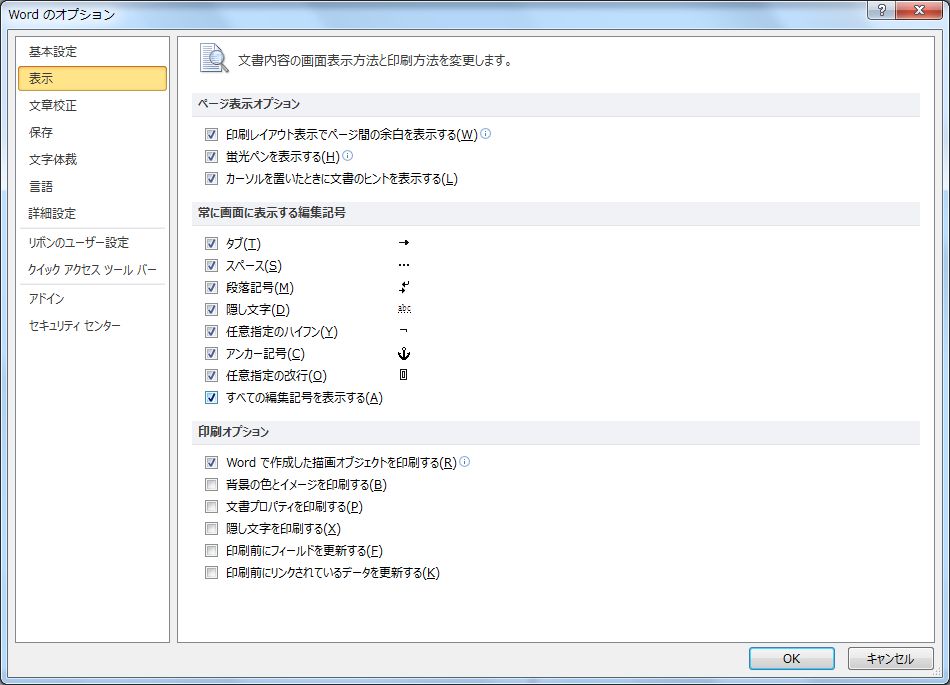 Word のオプション
基本設定
表示
文章校正
保存
文字体裁
言語
詳細設定
リボンのユーザー設定
クイック アクセス ツール バー
アドイン
セキュリティ センター
文書内容の画面表示方法と印刷方法を変更します。
ページ表示オプション
印刷レイアウト表示でページ間の余白を表示する(W)
蛍光ペンを表示する(H)
カーソルを置いたときに文書のヒントを表示する(L)
常に画面に表示する編集記号
タブ(T)
スペース(S)
段落記号(M)
隠し文字(D) abc
任意指定のハイフン(Y)
アンカー記号(C)
任意指定の改行(O)
すべての編集記号を表示する(A)
印刷オプション
Word で作成した描画オブジェクトを印刷する(R)
背景の色とイメージを印刷する(B)
文書プロパティを印刷する(P)
隠し文字を印刷する(X)
印刷前にフィールドを更新する(F)
印刷前にリンクされているデータを更新する(K)
OK
キャンセル